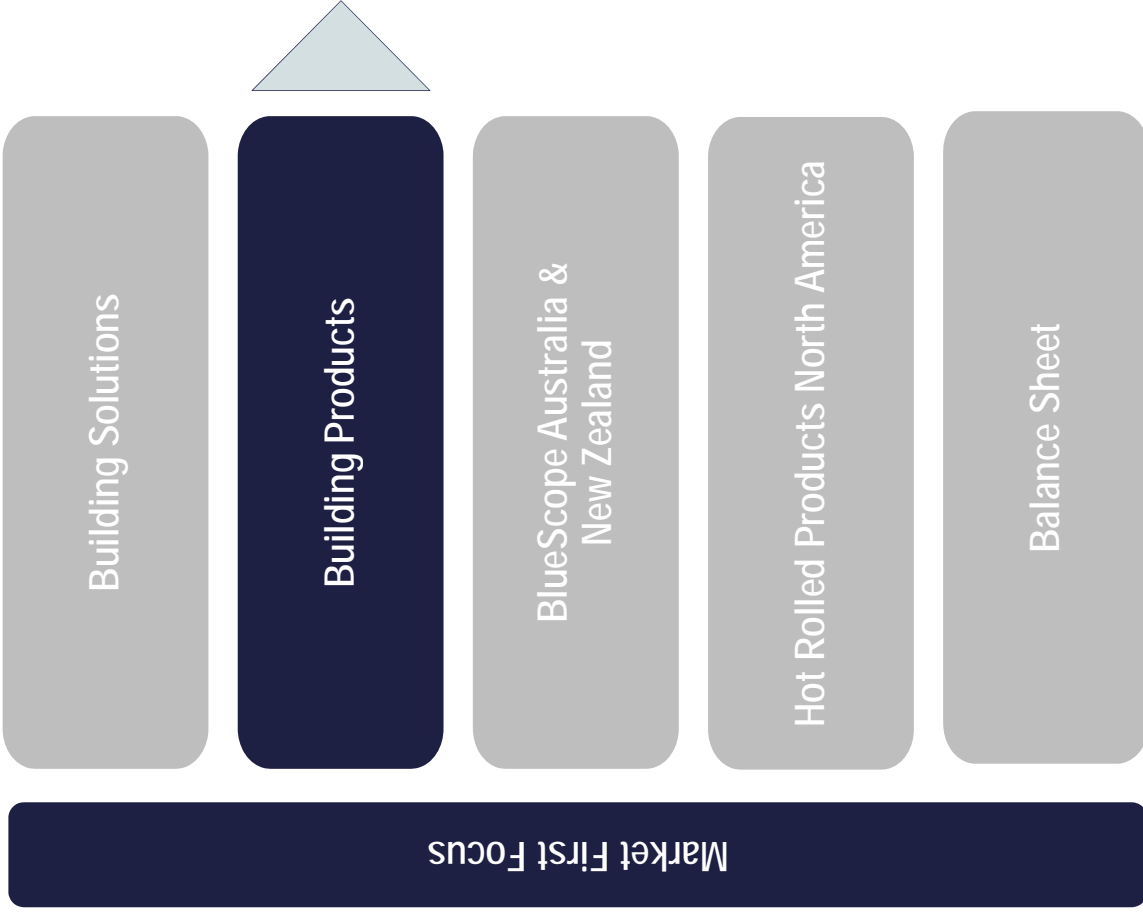 Building Solutions
Building Products
BlueScope Australia &
New Zealand
Hot Rolled Products North America
Balance Sheet
Market First Focus